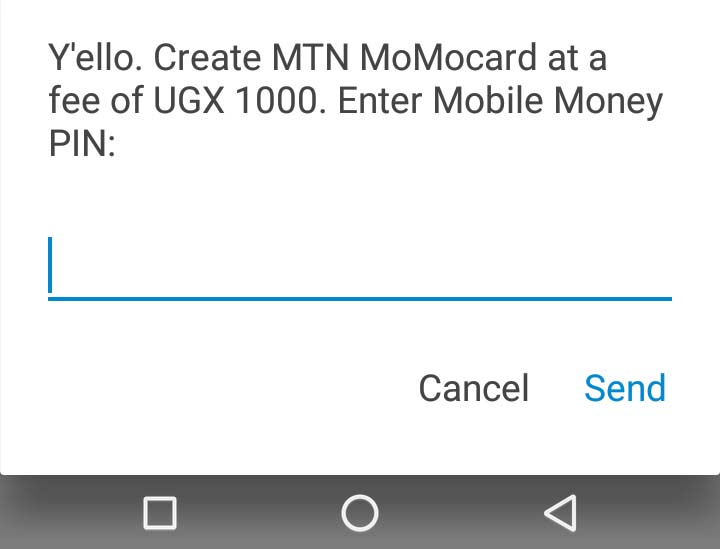 Y'ello. Create MTN MoMocard at a
fee of UGX 1000. Enter Mobile Money
PIN:
Cancel Send